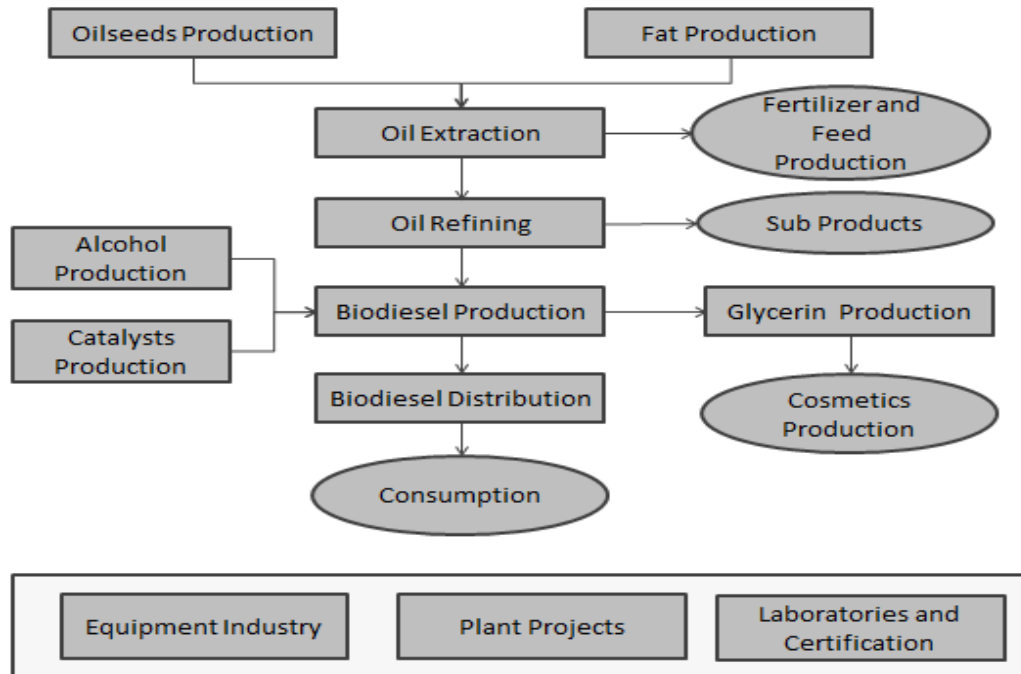 Oilseeds Production
Fat Production
Oil Extraction
Fertilizer and
Feed
Production
Oil Refining
Sub Products
Alcohol
Production
Biodiesel Production
Glycerin Production
Catalysts
Production
Biodiesel Distribution
Cosmetics
Production
Consumption
Equipment Industry
Plant Projects
Laboratories and
Certification